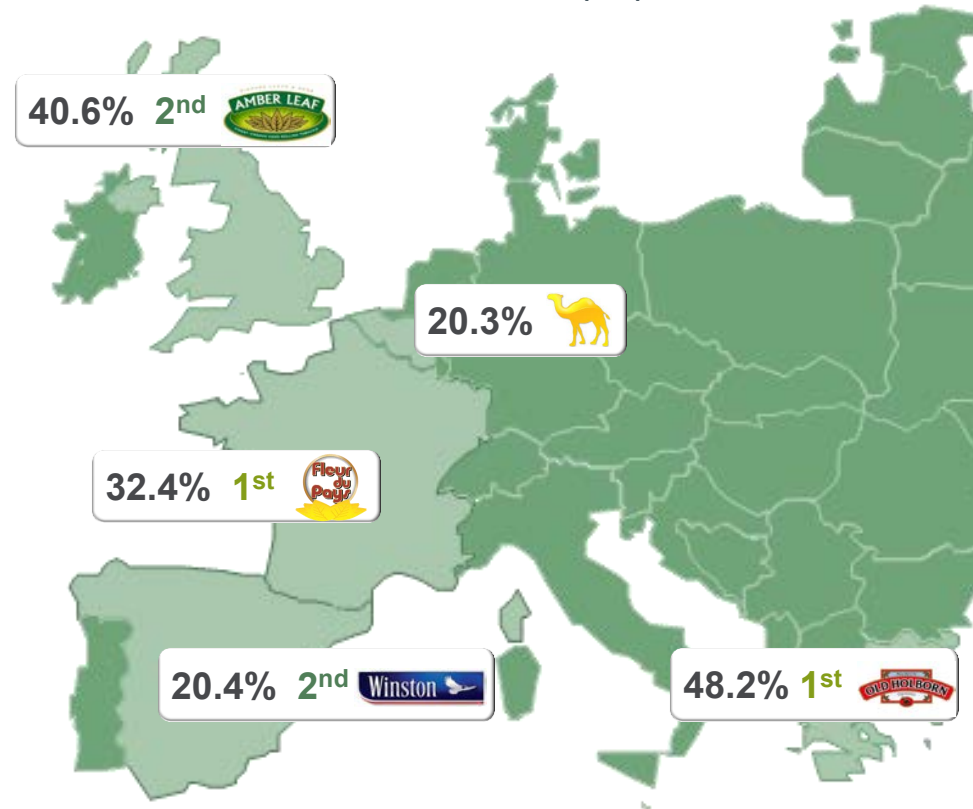 40.6% 2nd AMBER LEAF
20.3%
32.4% 1st Fleur du Pays
20.4% 2nd Winston
48.2% 1st OLD HOLBORN